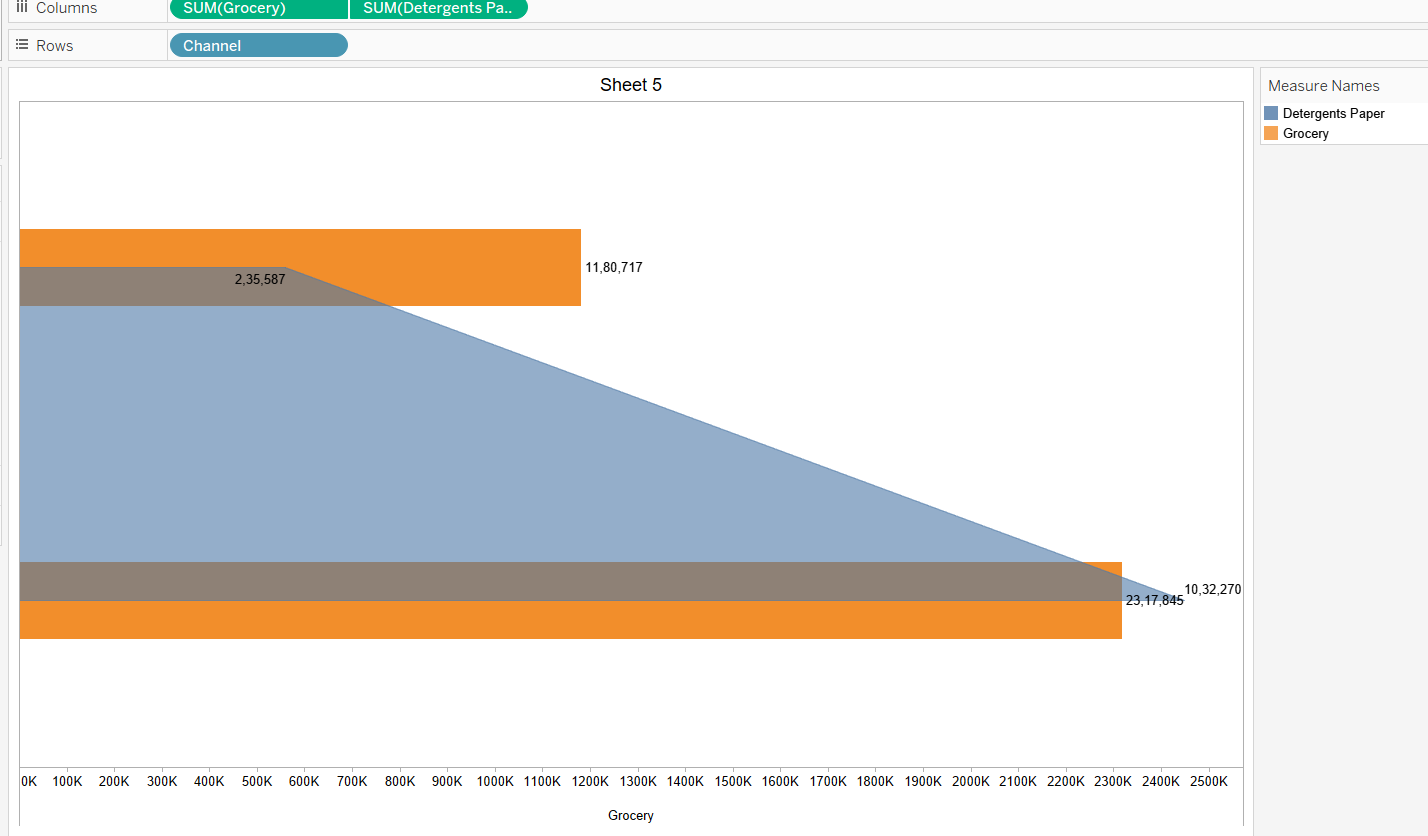 Columns SUM(Grocery) SUM(Detergents Pa..
Rows Channel
Sheet 5
Measure Names
Detergents Paper
Grocery
11,80,717
2,35,587
10,32,270
23,17,845
0K 100K 200K 300K 400K 500K 600K 700K 800K 900K 1000K 1100K 1200K 1300K 1400K 1500K 1600K 1700K 1800K 1900K 2000K 2100K 2200K 2300K 2400K 2500K
Grocery